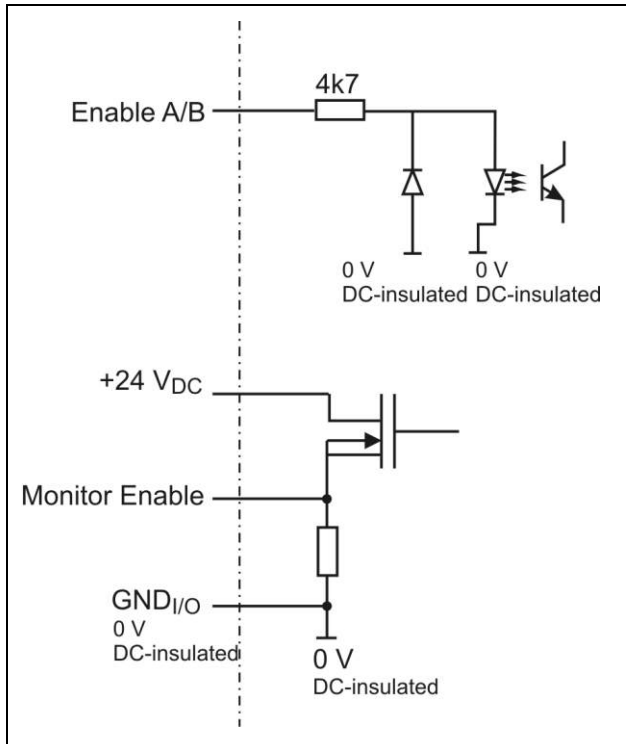 4k7
Enable A/B
0 V
DC-insulated
0 V
DC-insulated
+24 VDC
Monitor Enable
GNDI/O
0 V
DC-insulated
0 V
DC-insulated